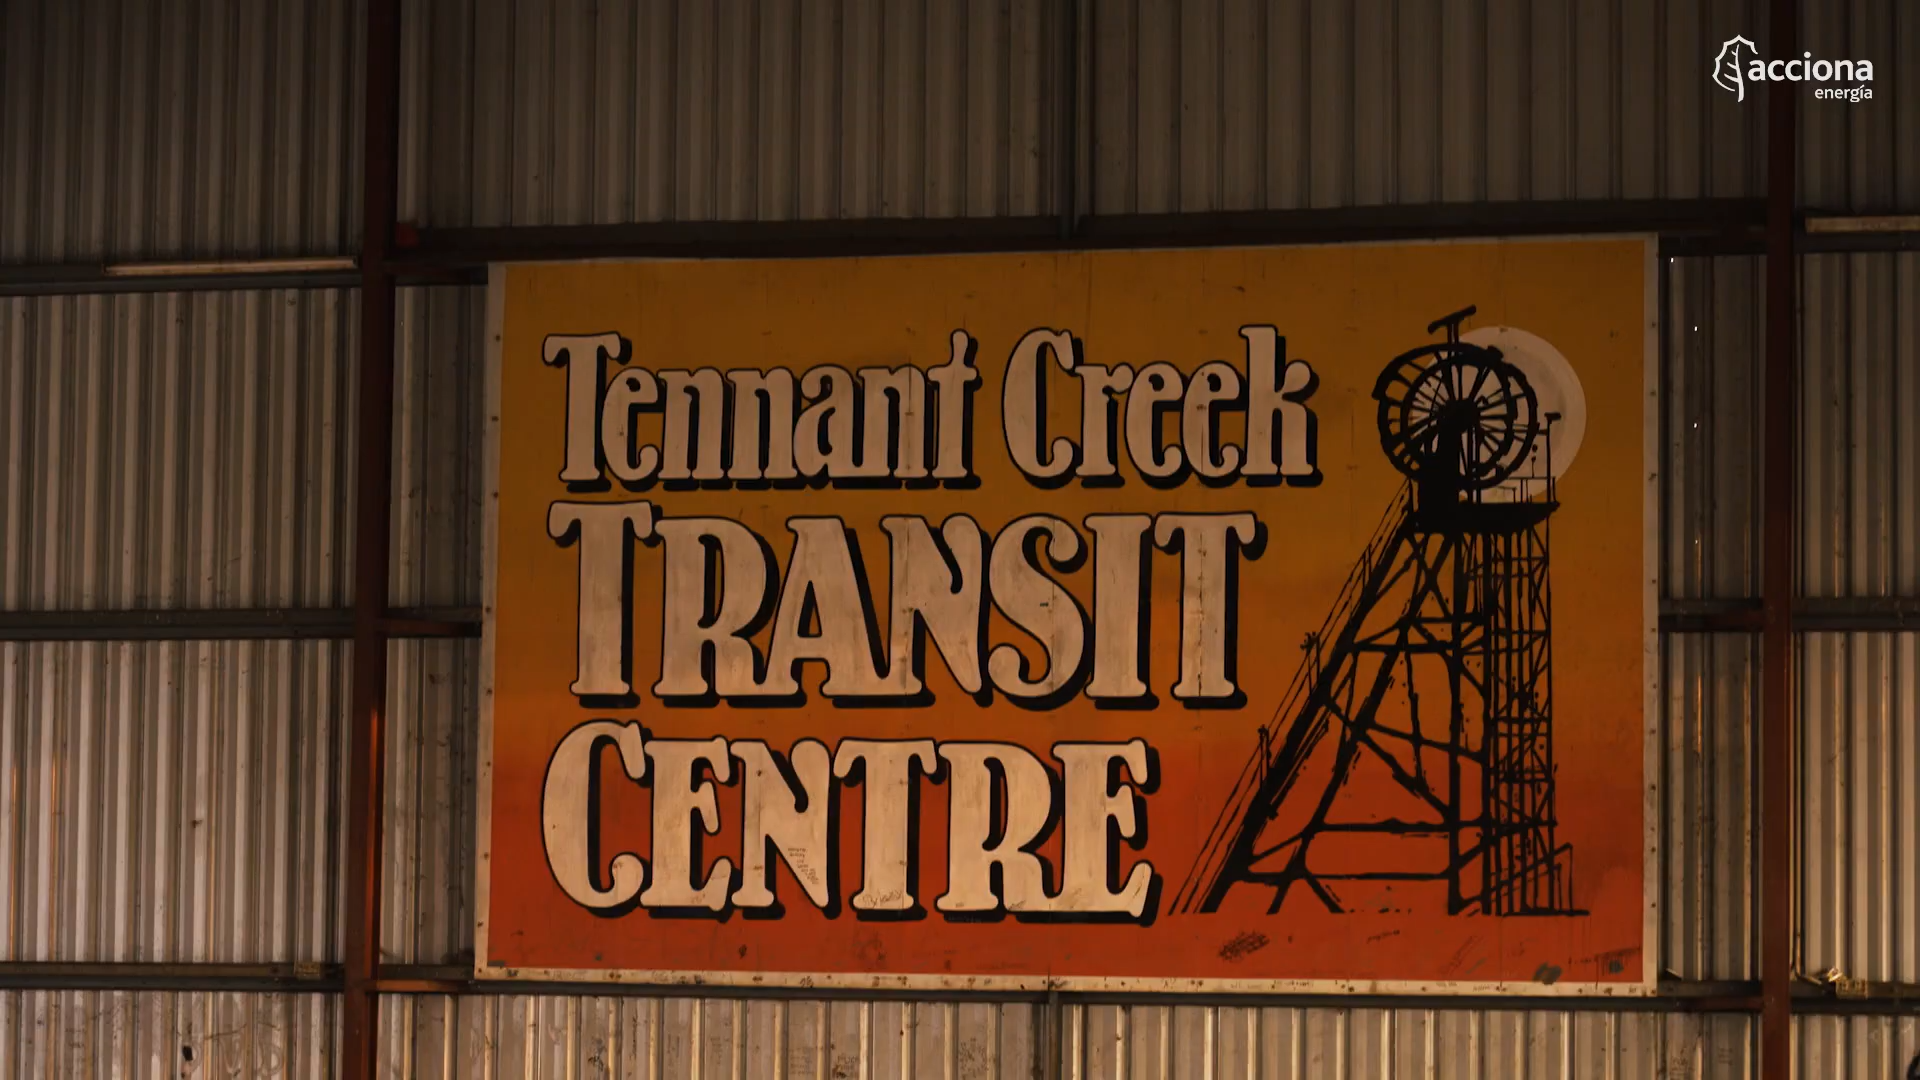 acciona
energía
Tennant Creek
TRANSIT
CENTRE